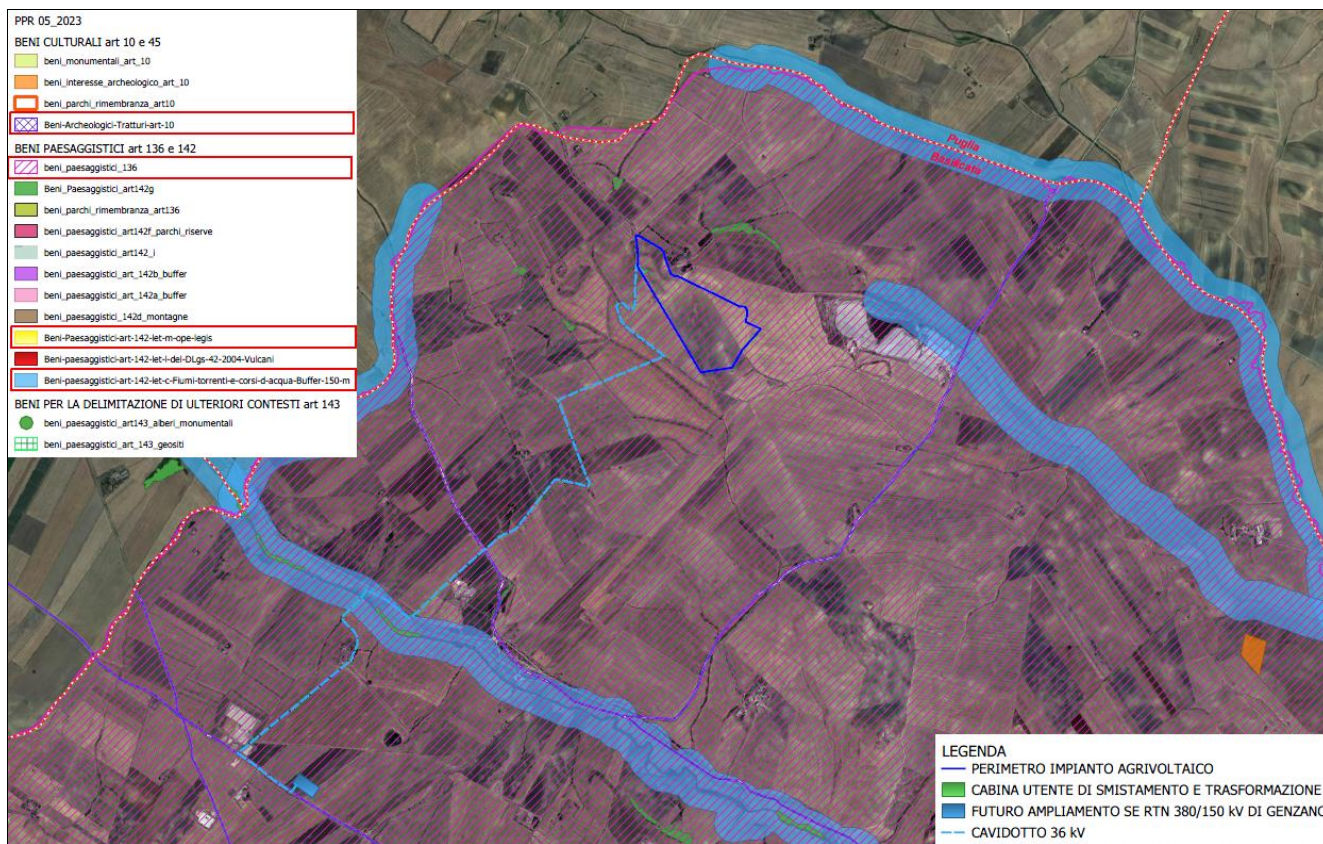 PPR 05_2023
BENI CULTURALI art 10 e 45
beni_monumentali_art_10
beni_interesse_archeologico_art_10
beni_parchi_rimembranza_art10
Beni-Archeologici-Tratturi-art-10
BENI PAESAGGISTICI art 136 e 142
beni_paesaggistici_136
Beni_Paesaggistici_art142g
beni_parchi_rimembranza_art136
beni_paesaggistici_art142f_parchi_riserve
beni_paesaggistici_art142_i
beni_paesaggistici_art_142b_buffer
beni_paesaggistici_art_142a_buffer
beni_paesaggistici_142d_montagne
Beni-Paesaggistici-art-142-let-m-ope-legis
Beni-paesaggistici-art-142-let-l-del-DLgs-42-2004-Vulcani
Beni-paesaggistici-art-142-let-c-Fiumi-torrenti-e-corsi-d-acqua-Buffer-150-m
BENI PER LA DELIMITAZIONE DI ULTERIORI CONTESTI art 143
beni_paesaggistici_art143_alberi_monumentali
beni_paesaggistici_art_143_geositi
Puglia
Basilicata
LEGENDA
PERIMETRO IMPIANTO AGRIVOLTAICO
CABINA UTENTE DI SMISTAMENTO E TRASFORMAZIONE
FUTURO AMPLIAMENTO SE RTN 380/150 kV DI GENZANO
CAVIDOTTO 36 kV